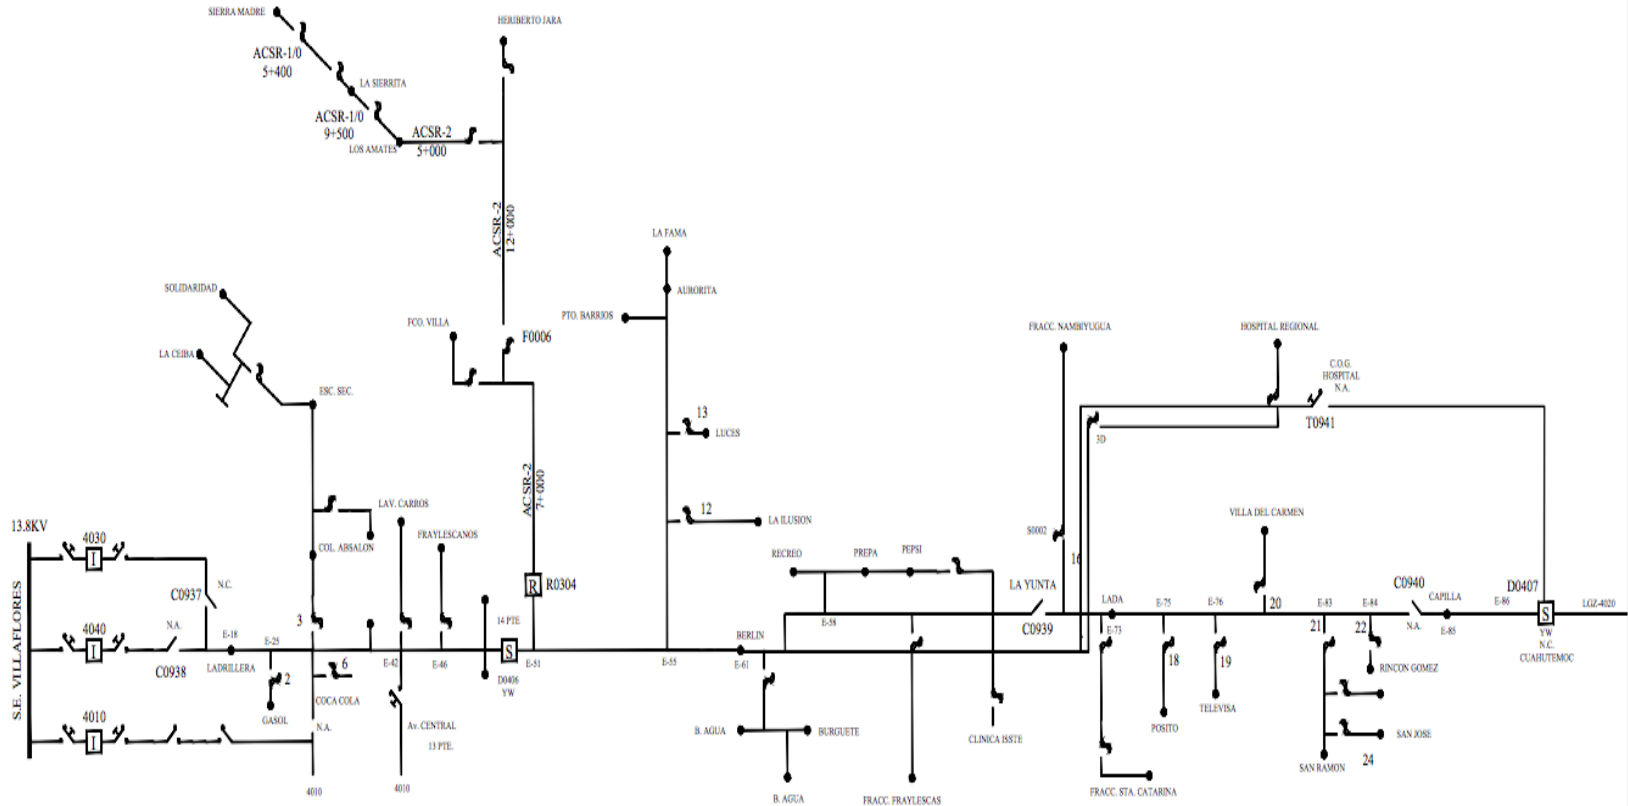 SIERRA MADRE
HERIBERTO JARA
ACSR-1/0
5+400
LA SIERRITA
ACSR-1/0
9+500
ACSR-2
5+000
LOS AMATES
ACSR-2
12+000
LA FAMA
SOLIDARIDAD
AURORITA
PTO. BARRIOS
FCO. VILLA
F0006
LA CEIBA
ESC. SEC.
FRACC. NAMBIYUGUA
HOSPITAL REGIONAL
C.O.G.
HOSPITAL
N.A.
T0941
3D
13
LUCES
ACSR-2
7+000
LAV. CARROS
12
LA ILUSION
FRAYLESCANOS
COL. ABSALON
S0002
16
VILLA DEL CARMEN
13.8KV
S.E. VILLAFLORES
4030
I
N.C.
C0937
R
R0304
RECREO
PREPA
PEPSI
LA YUNTA
C0939
LADA
E-73
E-75
E-76
20
E-83
E-84
C0940
N.A.
CAPILLA
E-85
E-86
D0407
S
YW
N.C.
CUAHUTEMOC
LGZ-4020
4040
I
N.A.
C0938
E-18
LADRILLERA
E-25
3
2
GASOL
6
COCA COLA
E-42
E-46
14 PTE
S
D0406
YW
E-51
E-55
BERLIN
E-61
E-58
18
19
21
22
RINCON GOMEZ
POSITO
TELEVISA
SAN JOSE
24
SAN RAMON
4010
I
N.A.
4010
Av. CENTRAL
13 PTE.
4010
B. AGUA
BURGUETE
B. AGUA
FRACC. FRAYLESCAS
CLINICA ISSTE
FRACC. STA. CATARINA